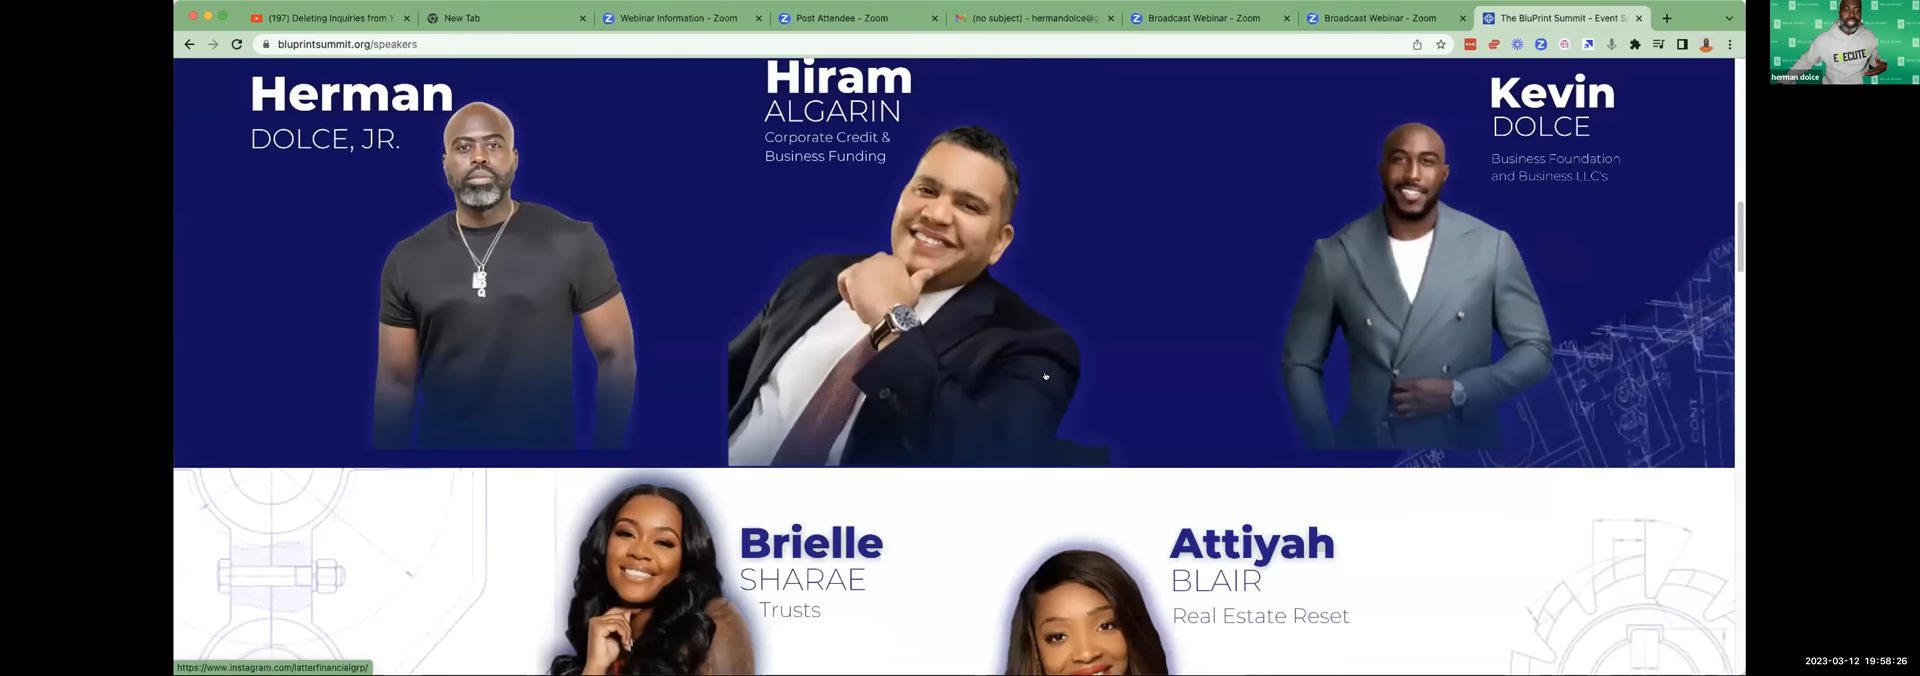 (197) Deleting Inquiries from Y
New Tab
Webinar Information - Zoom
Post Attendee - Zoom
(no subject) - hermandolce@g
Broadcast Webinar - Zoom
Broadcast Webinar - Zoom
The BluPrint Summit - Event S
bluprintsummit.org/speakers
EXECUTE
herman dolce
Herman
DOLCE, JR.
Hiram
ALGARIN
Corporate Credit &
Business Funding
Kevin
DOLCE
Business Foundation
and Business LLC's
Brielle
SHARAE
Trusts
Attiyah
BLAIR
Real Estate Reset
https://www.instagram.com/latterfinancialgrp/
2023-03-12 19:58:26